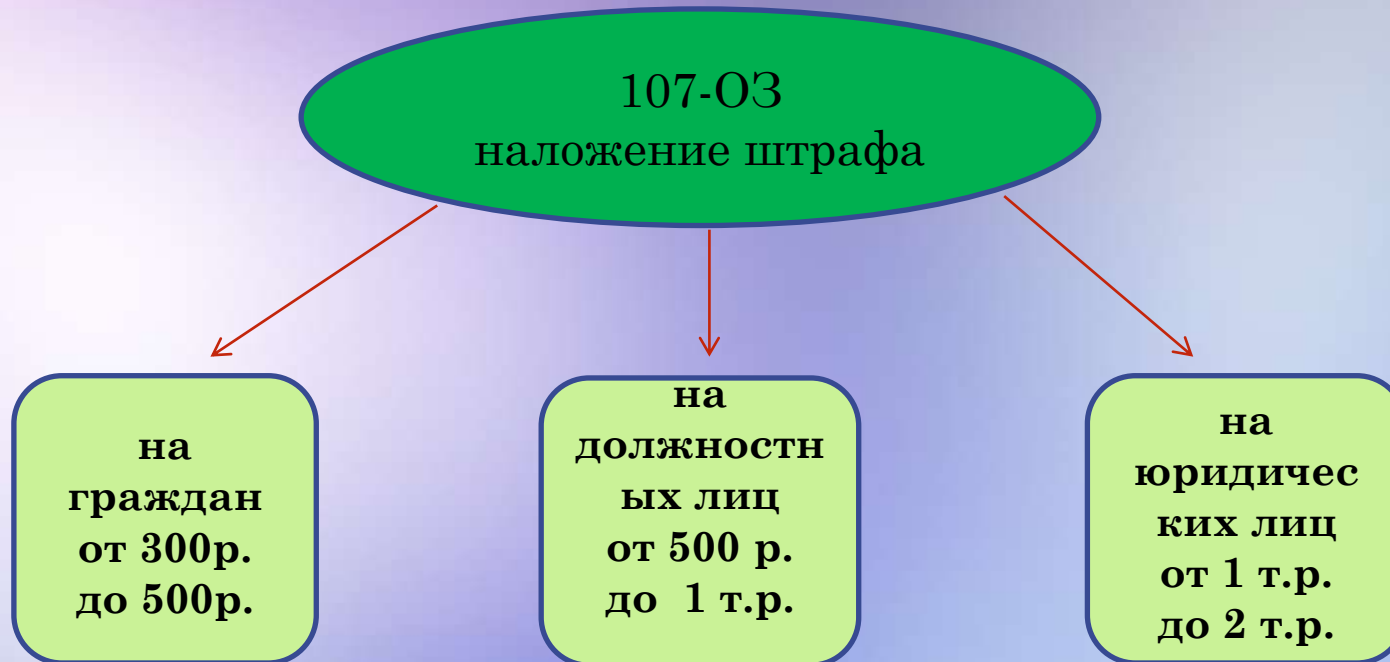 107-ОЗ
наложение штрафа
на
граждан
от 300р.
до 500р.
на
должностн
ых лиц
от 500 р.
до 1 т.р.
на
юридичес
ких лиц
от 1 т.р.
до 2 т.р.